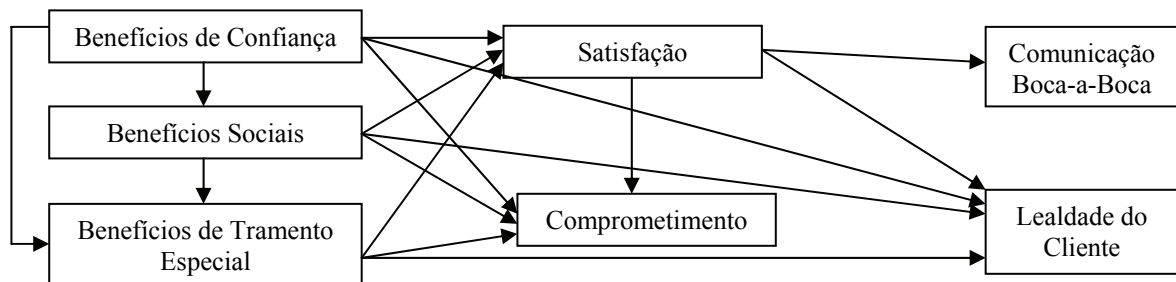 Benefícios de Confiança
Satisfação
Comunicação
Boca-a-Boca
Benefícios Sociais
Comprometimento
Benefícios de Tramento
Especial
Lealdade do
Cliente